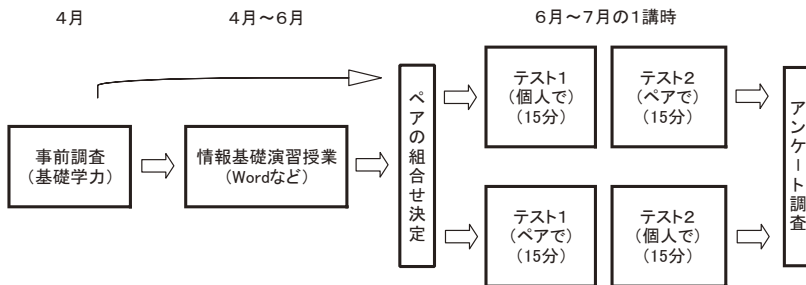 4月
4月～6月
6月～7月の1講時
事前調査
(基礎学力)
情報基礎演習授業
(Wordなど)
ペアの組合せ決定
テスト1
(個人で)
(15分)
テスト2
(ペアで)
(15分)
テスト1
(ペアで)
(15分)
テスト2
(個人で)
(15分)
アンケート調査